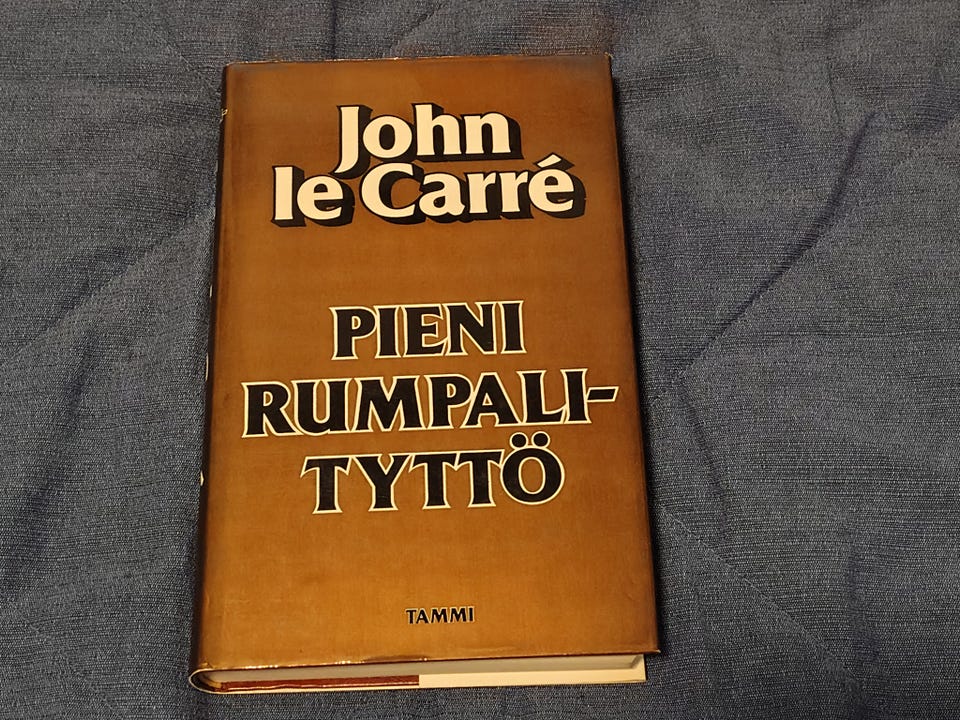 John
le Carré
PIENI
RUMPALI-
TYTTÖ
TAMMI